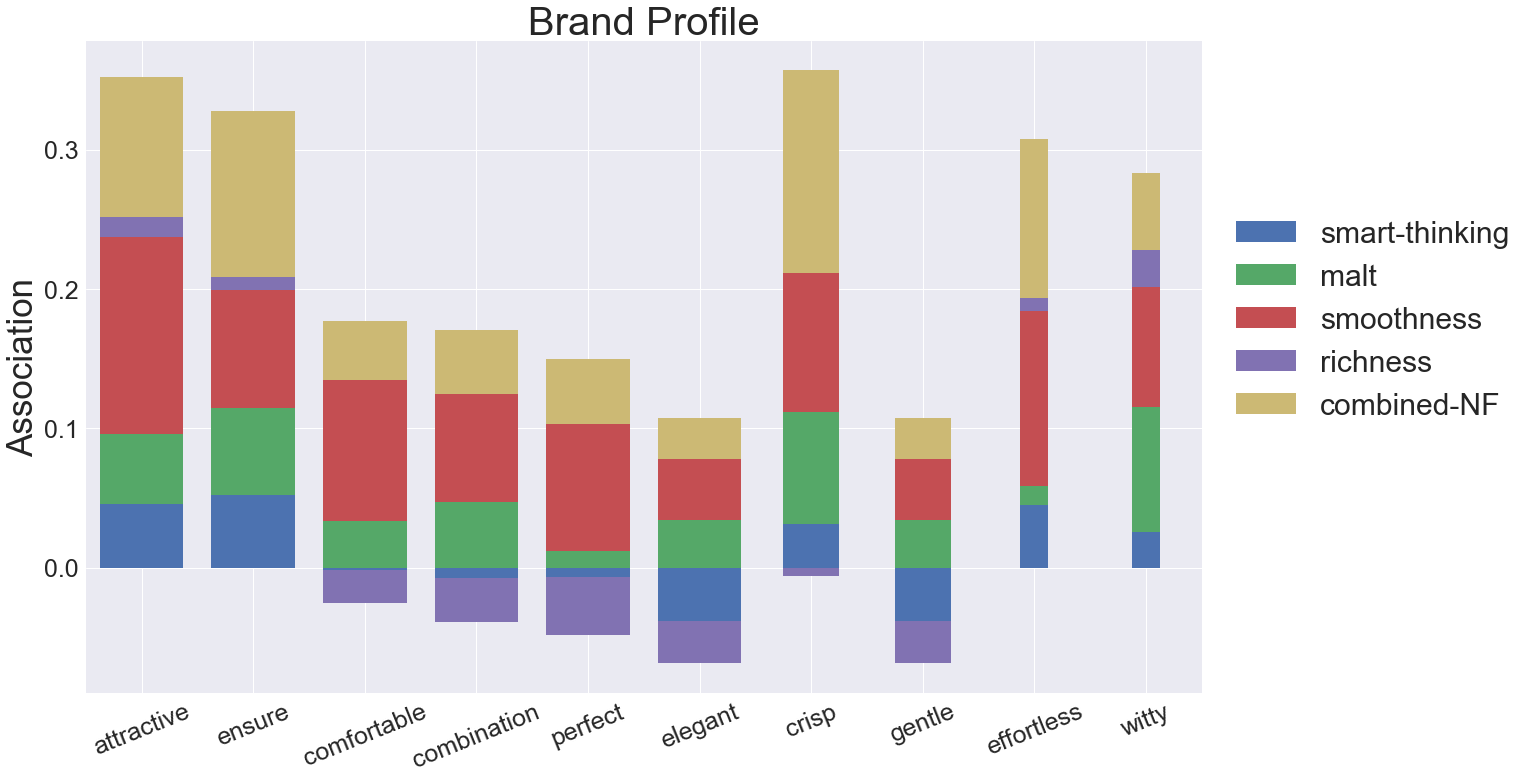 Brand Profile
Association
0.3
0.2
0.1
0.0
attractive
ensure
comfortable
combination
perfect
elegant
crisp
gentle
effortless
witty
smart-thinking
malt
smoothness
richness
combined-NF